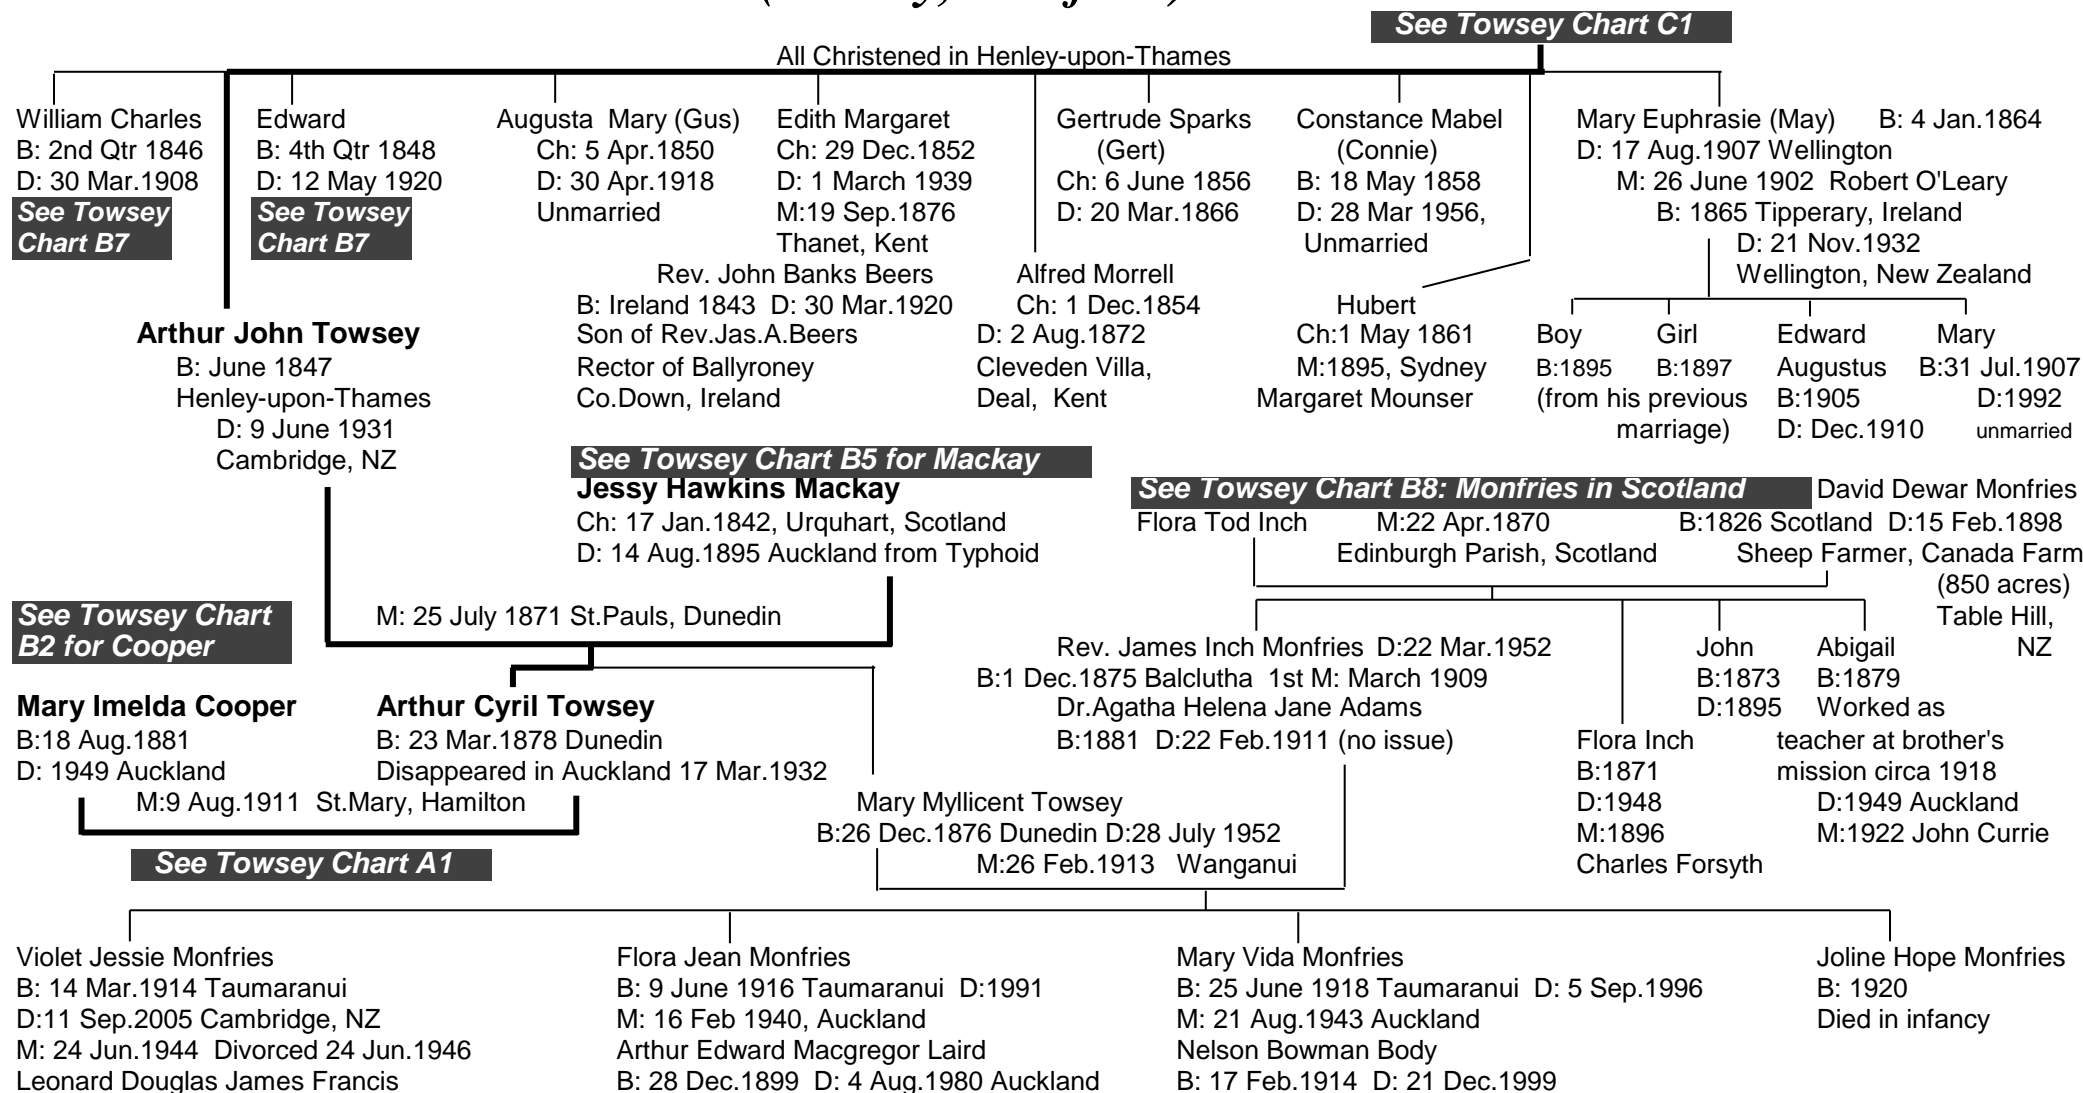 See Towsey Chart C1
All Christened in Henley-upon-Thames
William Charles
B: 2nd Qtr 1846
D: 30 Mar.1908
See Towsey
Chart B7
Edward
B: 4th Qtr 1848
D: 12 May 1920
See Towsey
Chart B7
Augusta Mary (Gus)
Ch: 5 Apr.1850
D: 30 Apr.1918
Unmarried
Edith Margaret
Ch: 29 Dec.1852
D: 1 March 1939
M:19 Sep.1876
Thanet, Kent
Rev. John Banks Beers
B: Ireland 1843 D: 30 Mar.1920
Son of Rev.Jas.A.Beers
Rector of Ballyroney
Co.Down, Ireland
Alfred Morrell
Ch: 1 Dec.1854
D: 2 Aug.1872
Cleveden Villa,
Deal, Kent
Gertrude Sparks
(Gert)
Ch: 6 June 1856
D: 20 Mar.1866
Constance Mabel
(Connie)
B: 18 May 1858
D: 28 Mar 1956,
Unmarried
Hubert
Ch:1 May 1861
M:1895, Sydney
Margaret Mounser
Mary Euphrasie (May) B: 4 Jan.1864
D: 17 Aug.1907 Wellington
M: 26 June 1902 Robert O'Leary
B: 1865 Tipperary, Ireland
D: 21 Nov.1932
Wellington, New Zealand
Boy
B:1895
Girl
B:1897
(from his previous
marriage)
Edward
Augustus
B:1905
D: Dec.1910
Mary
B:31 Jul.1907
D:1992
unmarried
Arthur John Towsey
B: June 1847
Henley-upon-Thames
D: 9 June 1931
Cambridge, NZ
See Towsey Chart B5 for Mackay
Jessy Hawkins Mackay
Ch: 17 Jan.1842, Urquhart, Scotland
D: 14 Aug.1895 Auckland from Typhoid
M: 25 July 1871 St.Pauls, Dunedin
See Towsey Chart B8: Monfries in Scotland
Flora Tod Inch
M:22 Apr.1870
Edinburgh Parish, Scotland
David Dewar Monfries
B:1826 Scotland D:15 Feb.1898
Sheep Farmer, Canada Farm
(850 acres)
Table Hill,
NZ
See Towsey Chart
B2 for Cooper
Mary Imelda Cooper
B:18 Aug.1881
D: 1949 Auckland
Arthur Cyril Towsey
B: 23 Mar.1878 Dunedin
Disappeared in Auckland 17 Mar.1932
M:9 Aug.1911 St.Mary, Hamilton
See Towsey Chart A1
Rev. James Inch Monfries D:22 Mar.1952
B:1 Dec.1875 Balclutha 1st M: March 1909
Dr.Agatha Helena Jane Adams
B:1881 D:22 Feb.1911 (no issue)
Flora Inch
B:1871
D:1948
M:1896
Charles Forsyth
John
B:1873
D:1895
Abigail
B:1879
Worked as
teacher at brother's
mission circa 1918
D:1949 Auckland
M:1922 John Currie
Mary Myllicent Towsey
B:26 Dec.1876 Dunedin D:28 July 1952
M:26 Feb.1913 Wanganui
Violet Jessie Monfries
B: 14 Mar.1914 Taumaranui
D:11 Sep.2005 Cambridge, NZ
M: 24 Jun.1944 Divorced 24 Jun.1946
Leonard Douglas James Francis
Flora Jean Monfries
B: 9 June 1916 Taumaranui D:1991
M: 16 Feb 1940, Auckland
Arthur Edward Macgregor Laird
B: 28 Dec.1899 D: 4 Aug.1980 Auckland
Mary Vida Monfries
B: 25 June 1918 Taumaranui D: 5 Sep.1996
M: 21 Aug.1943 Auckland
Nelson Bowman Body
B: 17 Feb.1914 D: 21 Dec.1999
Joline Hope Monfries
B: 1920
Died in infancy